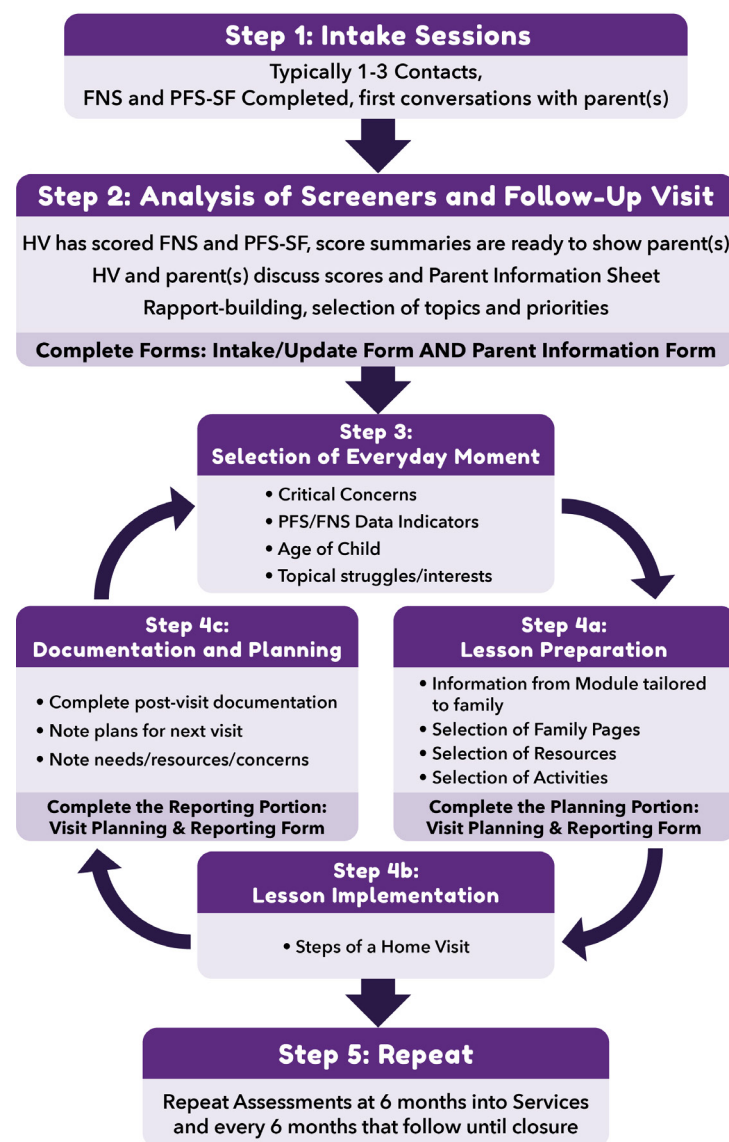 Step 1: Intake Sessions
Typically 1-3 Contacts,
FNS and PFS-SF Completed, first conversations with parent(s)
Step 2: Analysis of Screeners and Follow-Up Visit
HV has scored FNS and PFS-SF, score summaries are ready to show parent(s)
HV and parent(s) discuss scores and Parent Information Sheet
Rapport-building, selection of topics and priorities
Complete Forms: Intake/Update Form AND Parent Information Form
Step 3:
Selection of Everyday Moment
• Critical Concerns
• PFS/FNS Data Indicators
• Age of Child
• Topical struggles/interests
Step 4a:
Lesson Preparation
• Information from Module tailored
to family
• Selection of Family Pages
• Selection of Resources
• Selection of Activities
Complete the Planning Portion:
Visit Planning & Reporting Form
Step 4b:
Lesson Implementation
• Steps of a Home Visit
Step 4c:
Documentation and Planning
• Complete post-visit documentation
• Note plans for next visit
• Note needs/resources/concerns
Complete the Reporting Portion:
Visit Planning & Reporting Form
Step 5: Repeat
Repeat Assessments at 6 months into Services
and every 6 months that follow until closure